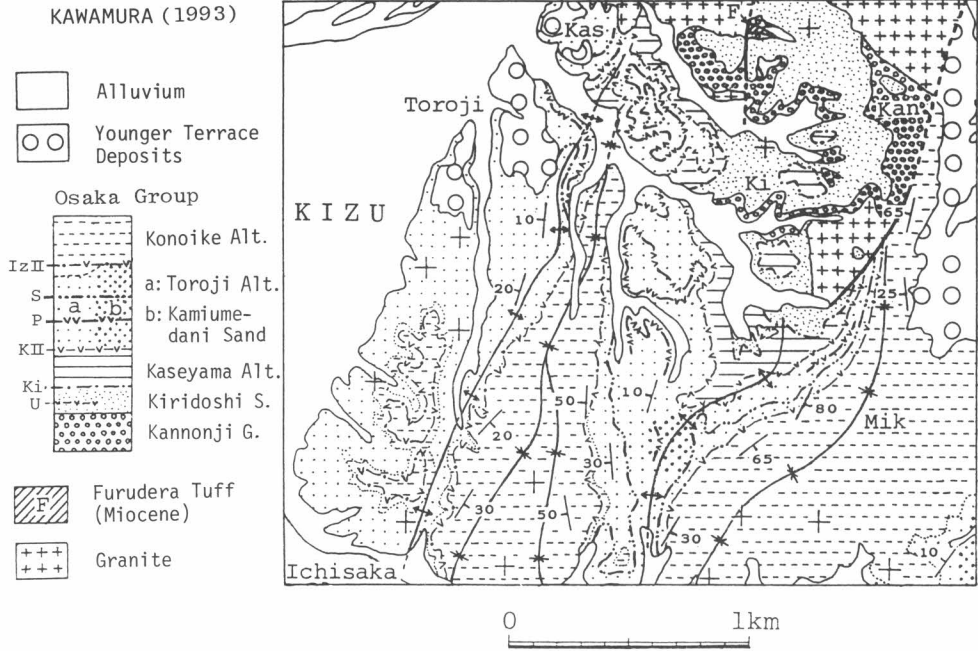 KAWAMURA (1993)
Alluvium
Younger Terrace
Deposits
Osaka Group
Konoike Alt.
IzII
a: Toroji Alt.
S
a b
P
b: Kamiume-
dani Sand
KII
Kaseyama Alt.
Ki
U
Kiridoshi S.
Kannonji G.
F
Furudera Tuff
(Miocene)
Granite
Kas
F
Toroji
Kan
Ki
KIZU
65
10
20
25
50
10
80
Mik
20
65
30
30
50
30
10
Ichisaka
0 1km